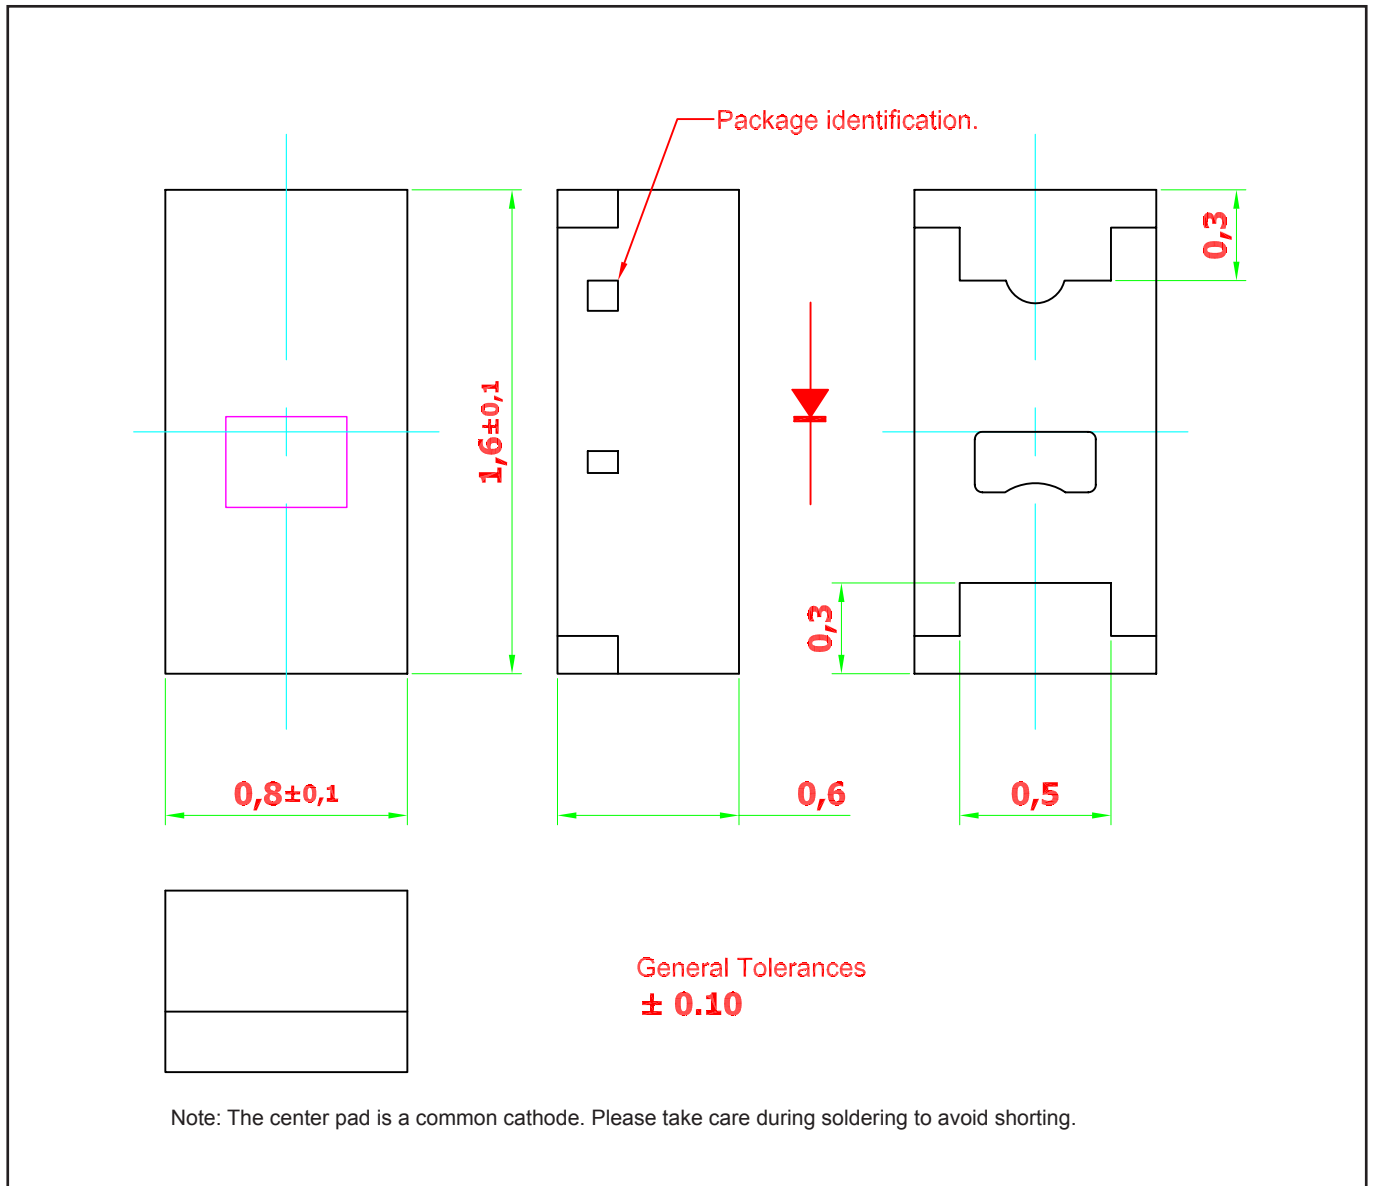 Package identification.
0,3
1,6±0,1
0,3
0,8±0,1
0,6
0,5
General Tolerances
± 0.10
Note: The center pad is a common cathode. Please take care during soldering to avoid shorting.